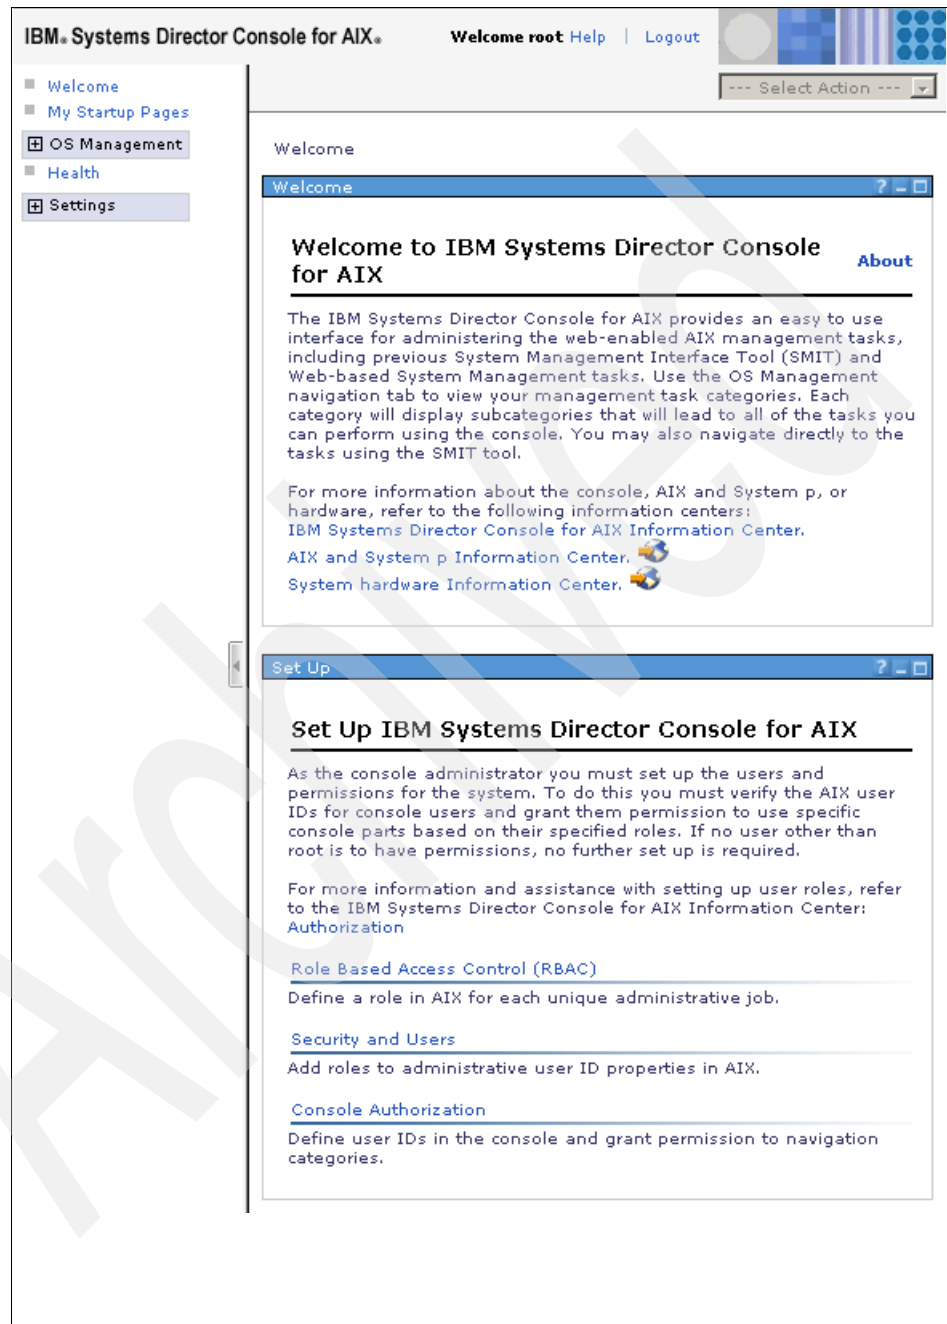 IBM® Systems Director Console for AIX®
Welcome root Help | Logout
--- Select Action ---
Welcome
My Startup Pages
OS Management
Health
Settings
Welcome
Welcome
Welcome to IBM Systems Director Console
for AIX
About
The IBM Systems Director Console for AIX provides an easy to use
interface for administering the web-enabled AIX management tasks,
including previous System Management Interface Tool (SMIT) and
Web-based System Management tasks. Use the OS Management
navigation tab to view your management task categories. Each
category will display subcategories that will lead to all of the tasks you
can perform using the console. You may also navigate directly to the
tasks using the SMIT tool.
For more information about the console, AIX and System p, or
hardware, refer to the following information centers:
IBM Systems Director Console for AIX Information Center.
AIX and System p Information Center.
System hardware Information Center.
Set Up
Set Up IBM Systems Director Console for AIX
As the console administrator you must set up the users and
permissions for the system. To do this you must verify the AIX user
IDs for console users and grant them permission to use specific
console parts based on their specified roles. If no user other than
root is to have permissions, no further set up is required.
For more information and assistance with setting up user roles, refer
to the IBM Systems Director Console for AIX Information Center:
Authorization
Role Based Access Control (RBAC)
Define a role in AIX for each unique administrative job.
Security and Users
Add roles to administrative user ID properties in AIX.
Console Authorization
Define user IDs in the console and grant permission to navigation
categories.
Archived